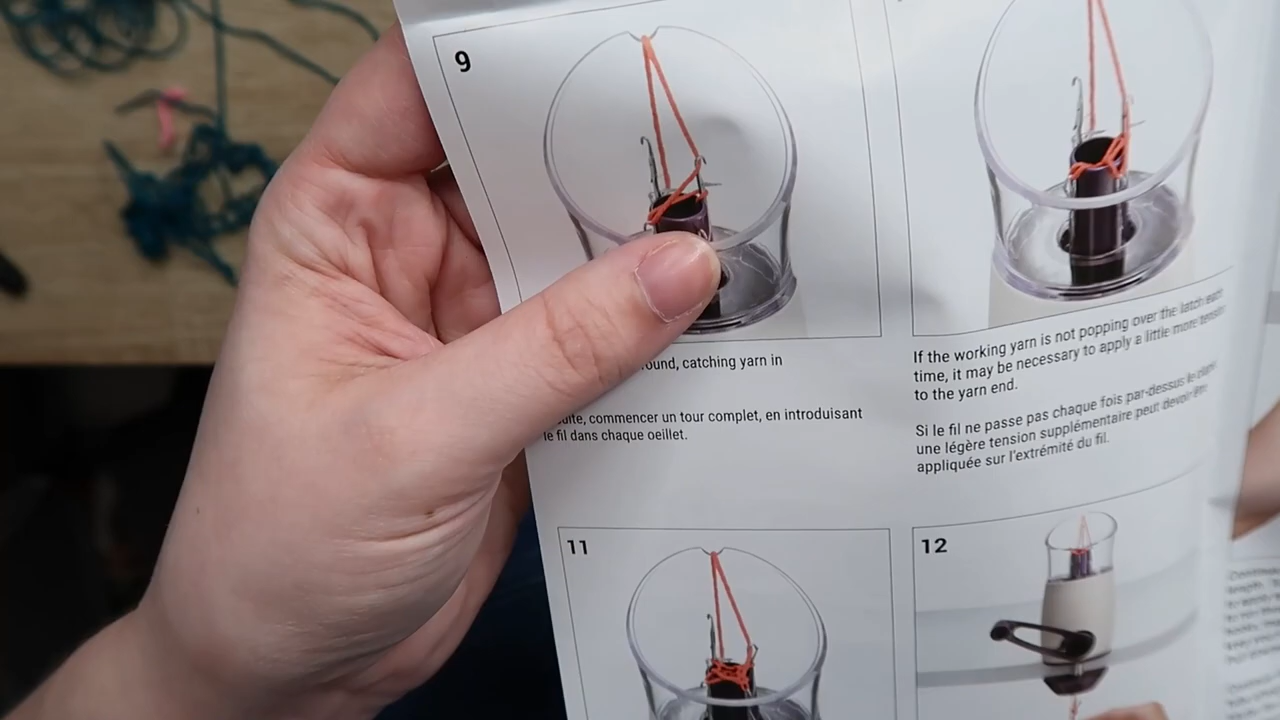 9
ound, catching yarn in
uite, commencer un tour complet, en introduisant
le fil dans chaque oeillet.
If the working yarn is not popping over the latch each
time, it may be necessary to apply a little more tension
to the yarn end.
Si le fil ne passe pas chaque fois par-dessus le clapet
une légère tension supplémentaire peut devoir être
appliquée sur l'extrémité du fil.
11
12